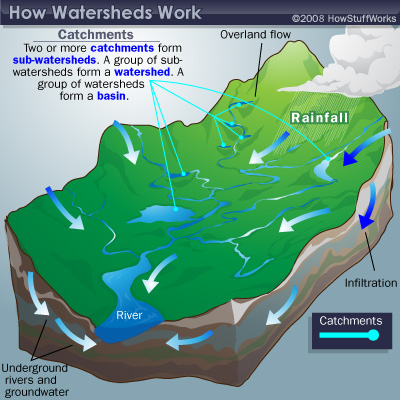 How Watersheds Work
©2008 HowStuffWorks
Catchments
Two or more catchments form
sub-watersheds. A group of sub-
watersheds form a watershed. A
group of watersheds
form a basin.
Overland flow
Rainfall
Infiltration
River
Catchments
Underground
rivers and
groundwater